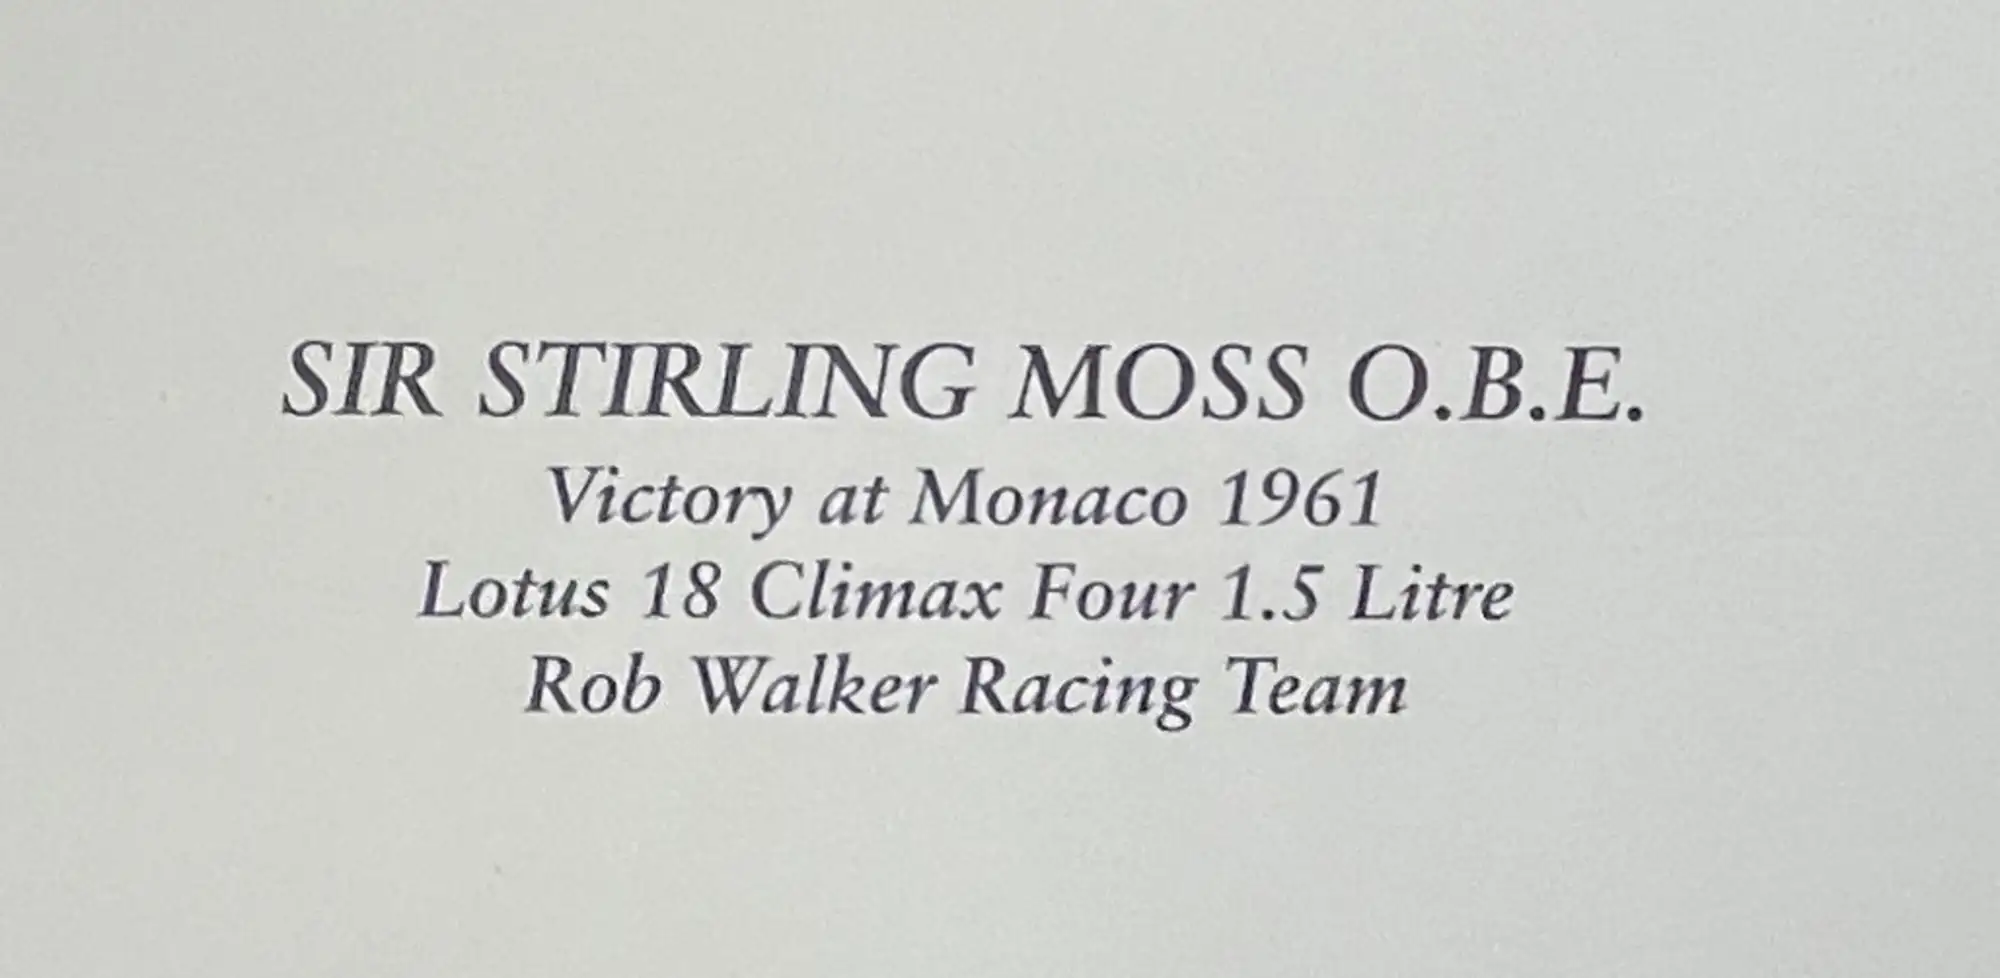 SIR STIRLING MOSS O.B.E.
Victory at Monaco 1961
Lotus 18 Climax Four 1.5 Litre
Rob Walker Racing Team